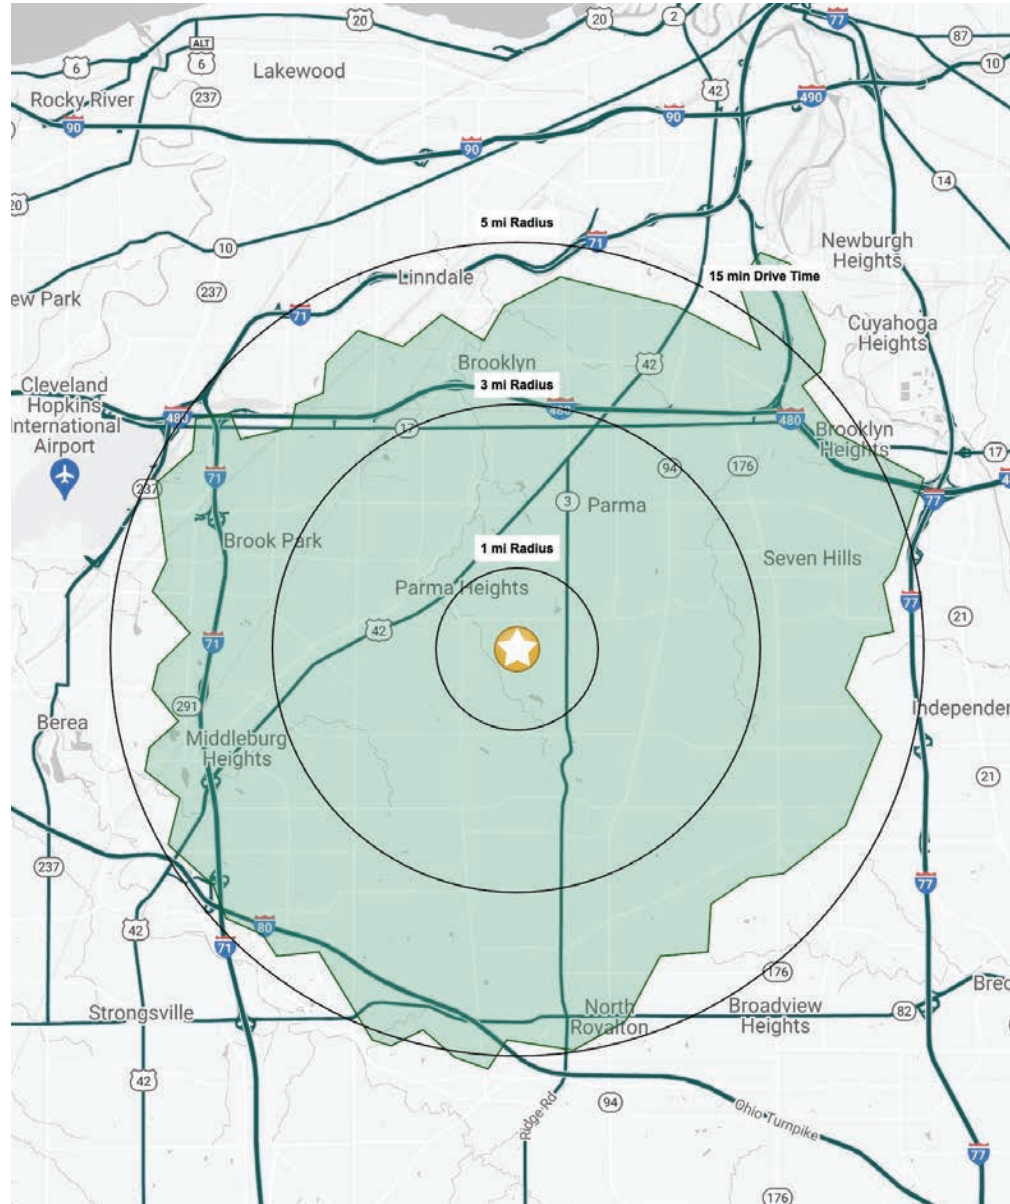 77
20
20
2
87
ALT
6
6
10
Lakewood
42
237
490
Rocky River
90
90
90
14
20
5 mi Radius
71
Newburgh
Heights
10
Linndale
15 min Drive Time
237
ew Park
71
Cuyahoga
Heights
Brooklyn
42
3 mi Radius
Cleveland
Hopkins
International
Airport
480
480
480
17
Brooklyn
Heights
17
94
176
71
237
77
3
Parma
Brook Park
1 mi Radius
Seven Hills
Parma Heights
77
21
42
71
291
Independen
Berea
Middleburg
Heights
21
237
77
80
42
71
176
Brec
Strongsville
North
Royalton
Broadview
Heights
82
42
94
Ridge Rd
Ohio Turnpike
77
176